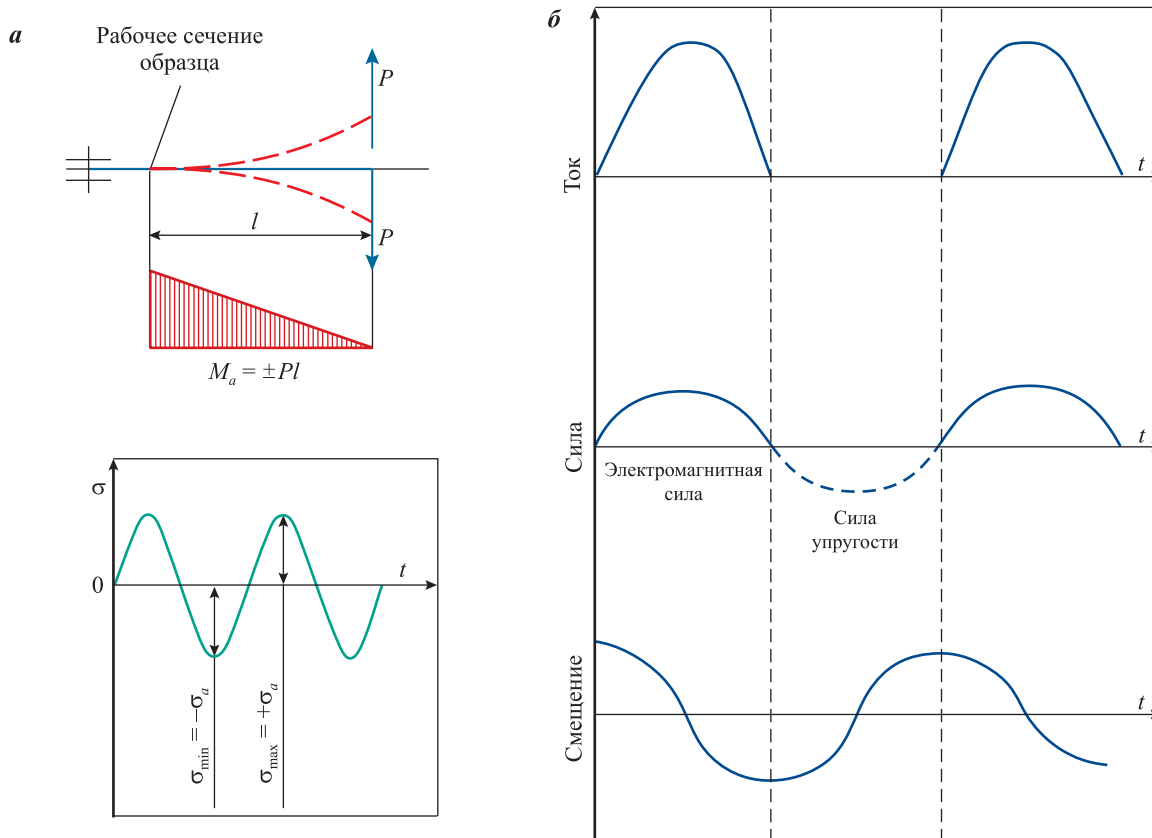 а
Рабочее сечение
образца
P
l
P
Mₐ = ±Pl
σ
0
t
σmin = −σa
σmax = +σa
б
Ток
t
Сила
t
Электромагнитная
сила
Сила
упругости
Смещение
t